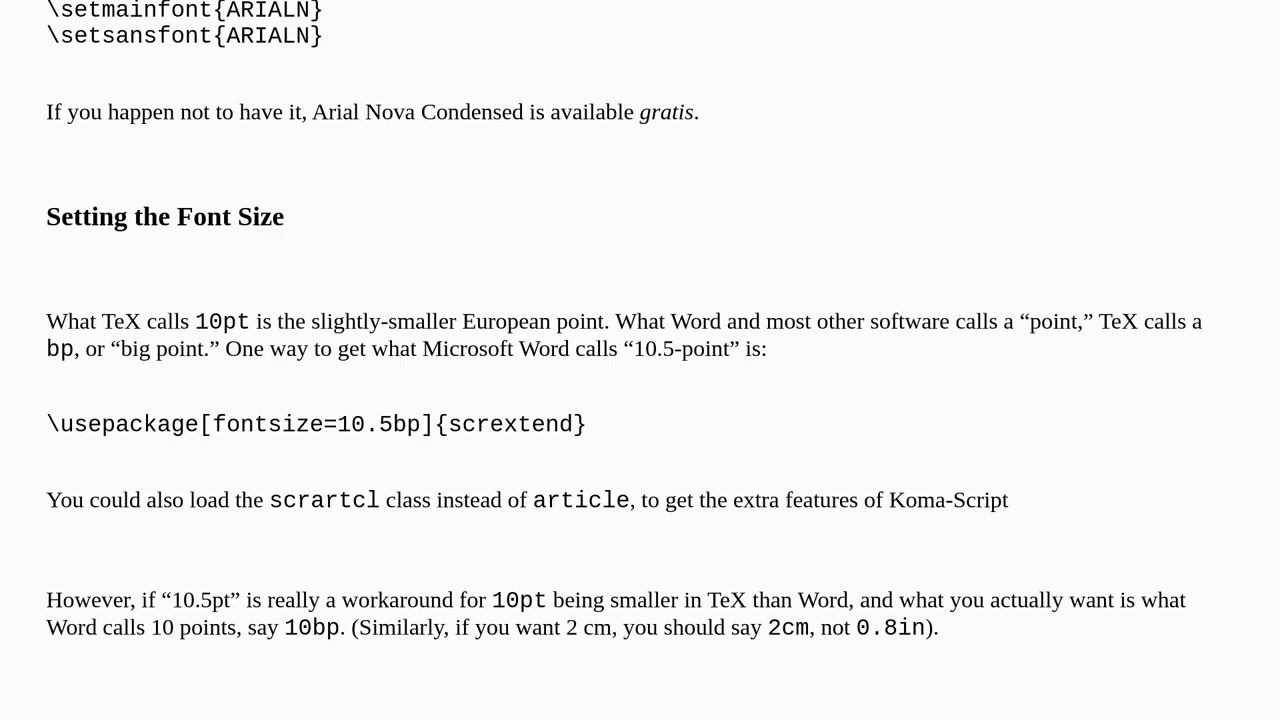 \setmainfont{ARIALN}
\setsansfont{ARIALN}
If you happen not to have it, Arial Nova Condensed is available gratis.
Setting the Font Size
What TeX calls 10pt is the slightly-smaller European point. What Word and most other software calls a “point,” TeX calls a
bp, or “big point.” One way to get what Microsoft Word calls “10.5-point” is:
\usepackage[fontsize=10.5bp]{scrextend}
You could also load the scrartcl class instead of article, to get the extra features of Koma-Script
However, if “10.5pt” is really a workaround for 10pt being smaller in TeX than Word, and what you actually want is what
Word calls 10 points, say 10bp. (Similarly, if you want 2 cm, you should say 2cm, not 0.8in).